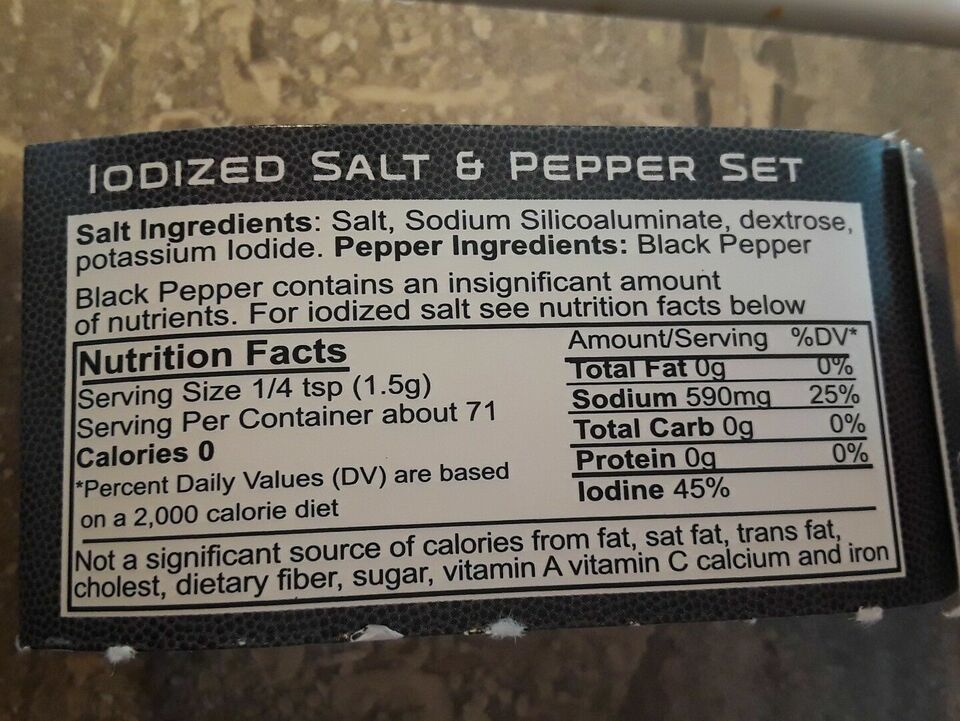 IODIZED SALT & PEPPER SET
Salt Ingredients: Salt, Sodium Silicoaluminate, dextrose,
potassium Iodide. Pepper Ingredients: Black Pepper
Black Pepper contains an insignificant amount
of nutrients. For iodized salt see nutrition facts below
Nutrition Facts
Serving Size 1/4 tsp (1.5g)
Serving Per Container about 71
Calories 0
*Percent Daily Values (DV) are based
on a 2,000 calorie diet
Amount/Serving %DV*
Total Fat 0g 0%
Sodium 590mg 25%
Total Carb 0g 0%
Protein 0g 0%
Iodine 45%
Not a significant source of calories from fat, sat fat, trans fat,
cholest, dietary fiber, sugar, vitamin A vitamin C calcium and iron